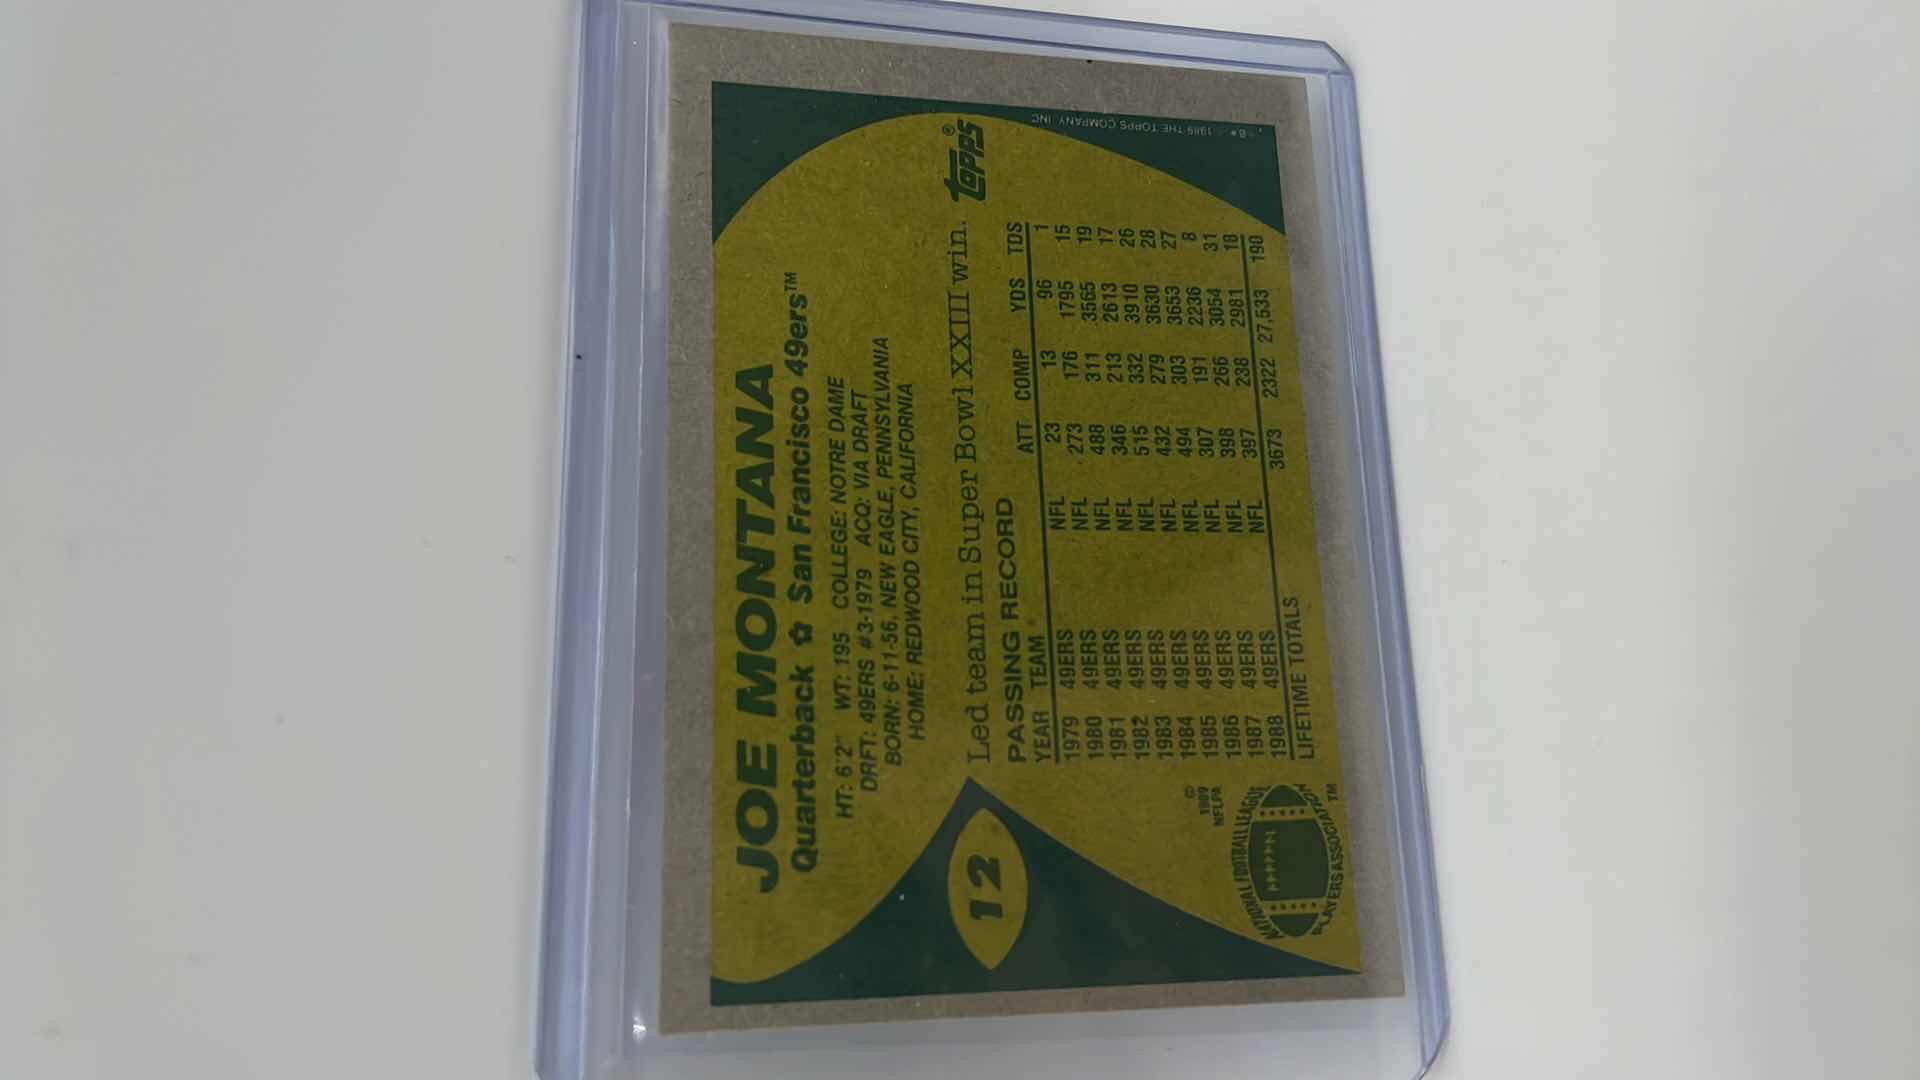 JOE MONTANA
Quarterback ☆ San Francisco 49ers™
HT: 6'2" WT: 195 COLLEGE: NOTRE DAME
DRFT: 49ERS #3-1979 ACQ: VIA DRAFT
BORN: 6-11-56, NEW EAGLE, PENNSYLVANIA
HOME: REDWOOD CITY, CALIFORNIA
12
Led team in Super Bowl XXIII win.
Topps®
PASSING RECORD
YEAR TEAM ATT COMP YDS TDS
1979 49ERS NFL 23 13 96 1
1980 49ERS NFL 273 176 1795 15
1981 49ERS NFL 488 311 3565 19
1982 49ERS NFL 346 213 2613 17
1983 49ERS NFL 515 332 3910 26
1984 49ERS NFL 432 279 3630 28
1985 49ERS NFL 494 303 3653 27
1986 49ERS NFL 307 191 2236 8
1987 49ERS NFL 398 266 3054 31
1988 49ERS NFL 397 238 2981 18
LIFETIME TOTALS 3673 2322 27,533 190
© 1989 NFLPA
NATIONAL FOOTBALL LEAGUE
PLAYERS ASSOCIATION
™
1989 THE TOPPS COMPANY, INC